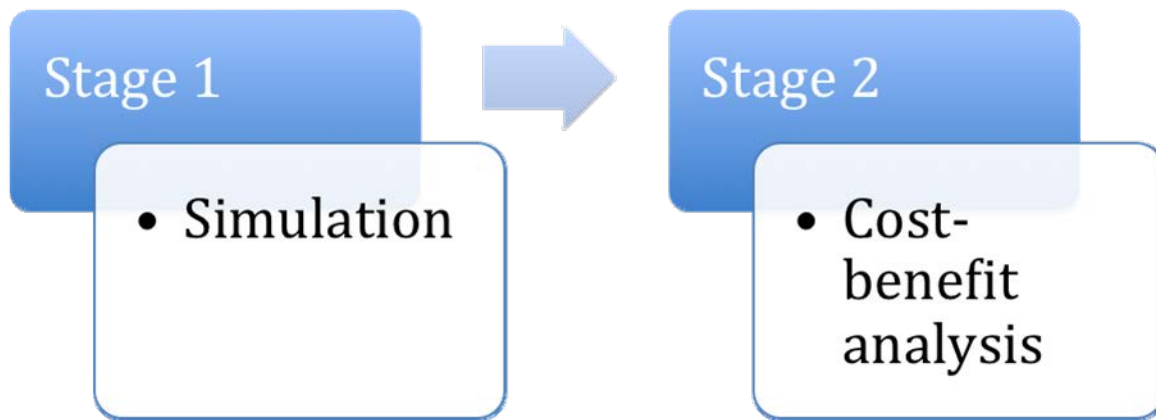 Stage 1
• Simulation
Stage 2
• Cost-
benefit
analysis